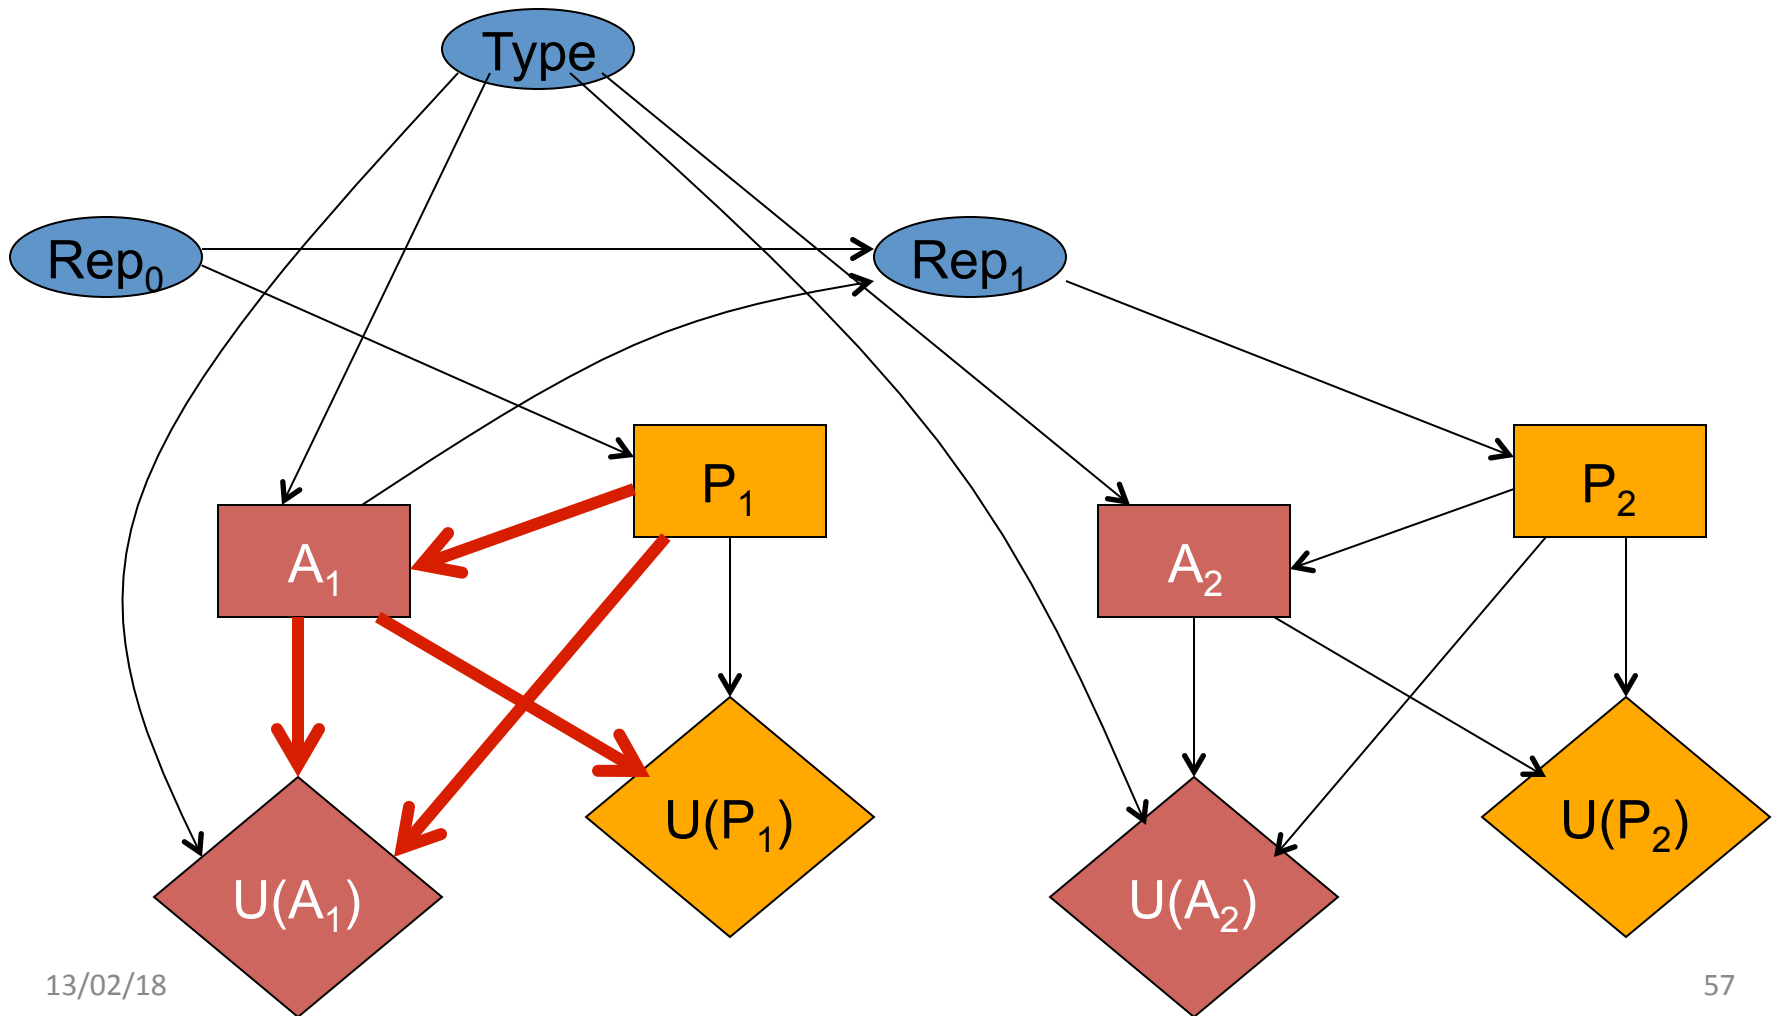 Type
Rep₀
Rep₁
P₁
P₂
A₁
A₂
U(P₁)
U(P₂)
U(A₁)
U(A₂)
13/02/18
57